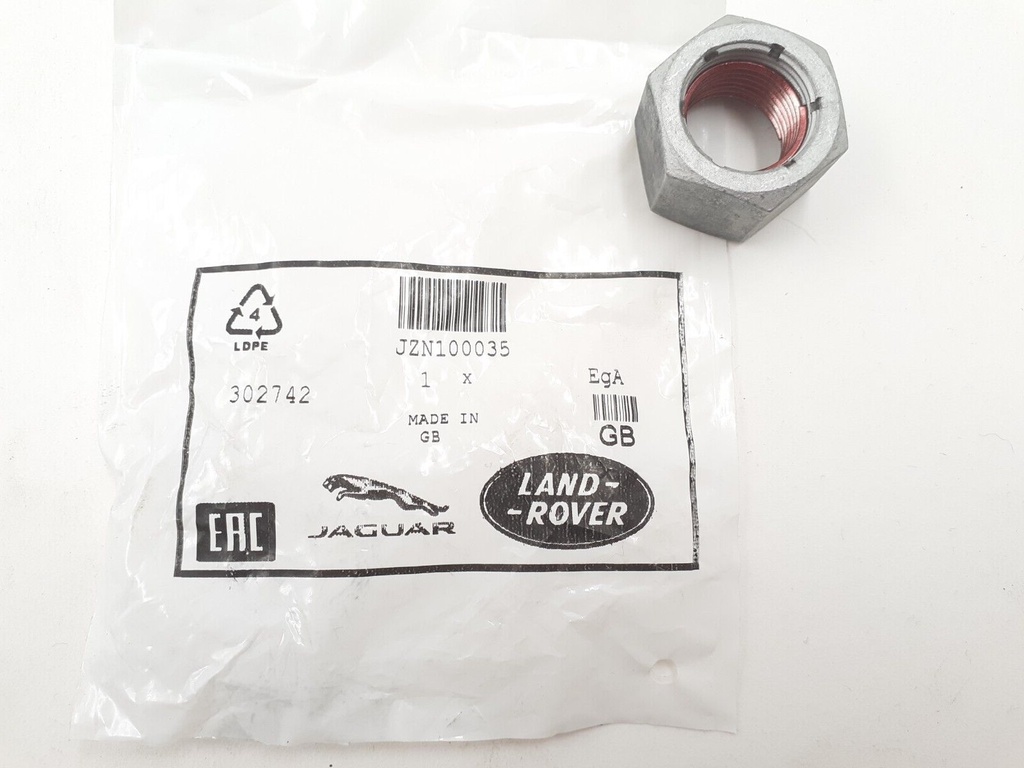 4
LDPE
JZN100035
302742
1 x
EgA
MADE IN
GB
GB
EAC
JAGUAR
LAND-
-ROVER